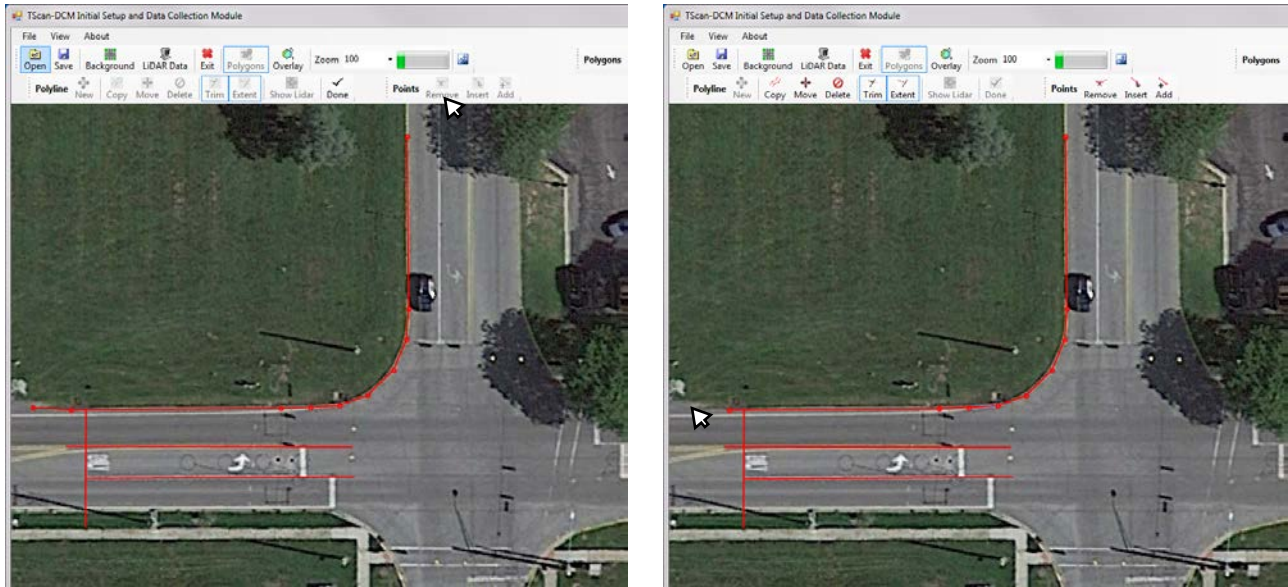 TScan-DCM Initial Setup and Data Collection Module
File View About
Open Save Background LiDAR Data Exit Polygons Overlay Zoom 100 Polygons
Polyline New Copy Move Delete Trim Extent Show Lidar Done Points Remove Insert Add
TScan-DCM Initial Setup and Data Collection Module
File View About
Open Save Background LiDAR Data Exit Polygons Overlay Zoom 100 Polygons
Polyline New Copy Move Delete Trim Extent Show Lidar Done Points Remove Insert Add